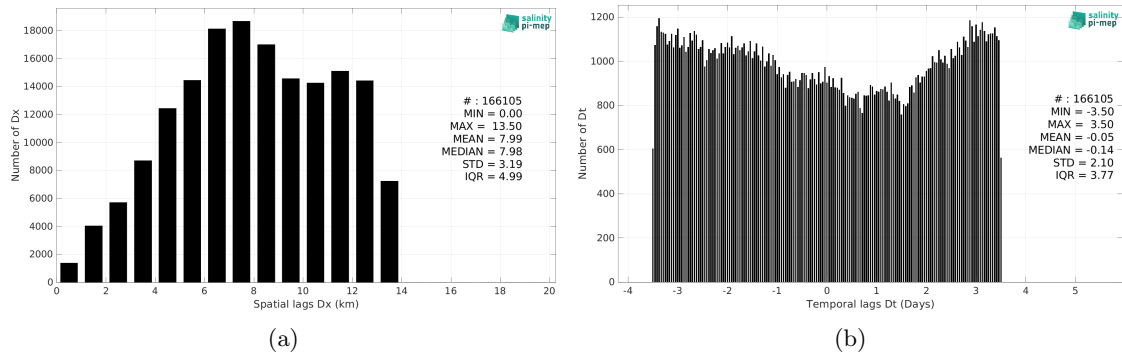 18000
16000
14000
12000
10000
8000
6000
4000
2000
0
Number of Dx
salinity
pi-mep
# : 166105
MIN = 0.00
MAX = 13.50
MEAN = 7.99
MEDIAN = 7.98
STD = 3.19
IQR = 4.99
0 2 4 6 8 10 12 14 16 18 20
Spatial lags Dx (km)
(a)
1200
1000
800
600
400
200
0
Number of Dt
salinity
pi-mep
# : 166105
MIN = -3.50
MAX = 3.50
MEAN = -0.05
MEDIAN = -0.14
STD = 2.10
IQR = 3.77
-4 -3 -2 -1 0 1 2 3 4 5
Temporal lags Dt (Days)
(b)